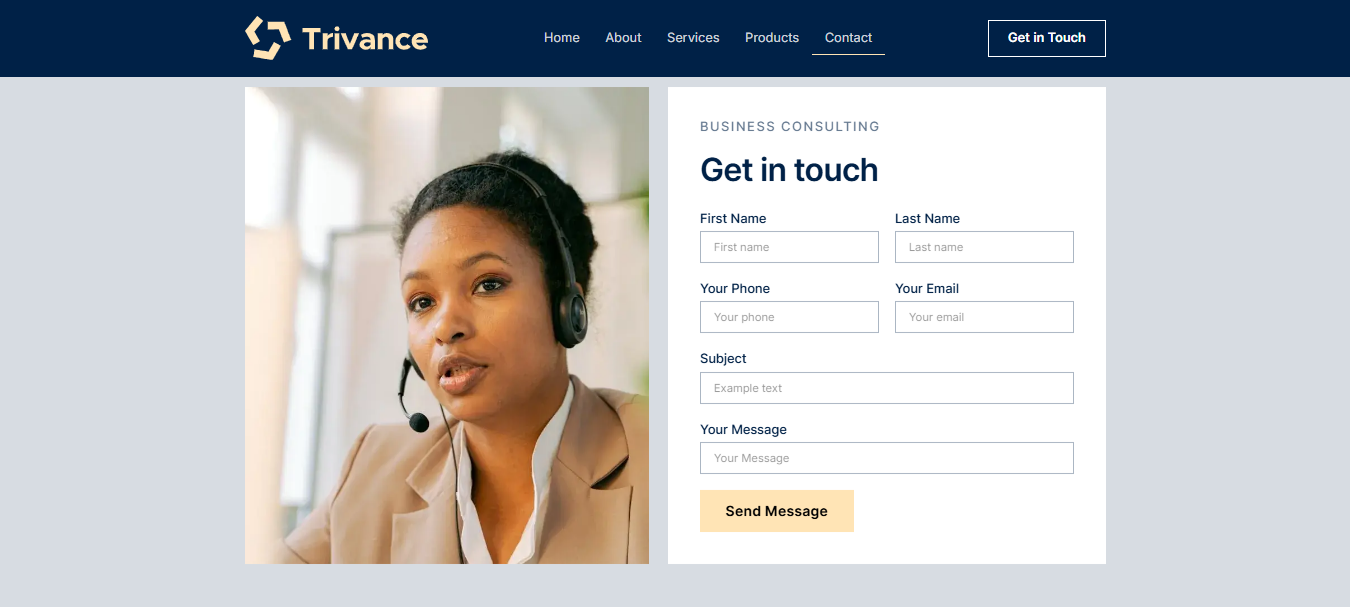 Trivance
Home About Services Products Contact
Get in Touch
BUSINESS CONSULTING
Get in touch
First Name Last Name
First name Last name
Your Phone Your Email
Your phone Your email
Subject
Example text
Your Message
Your Message
Send Message